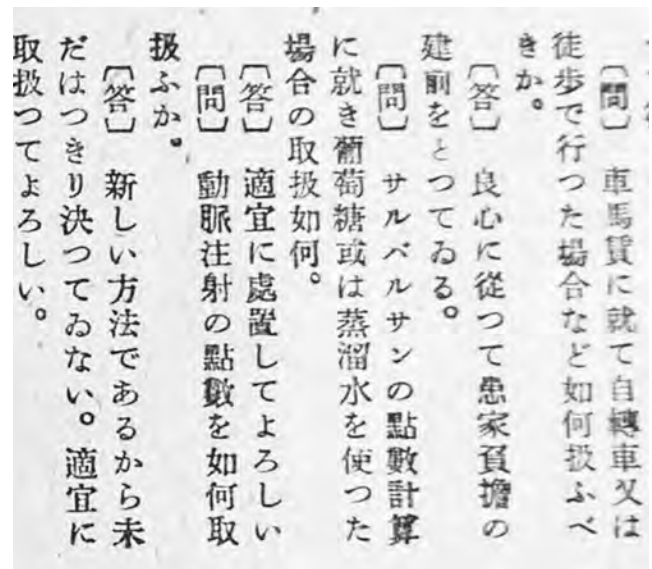 〔問〕 車馬賃に就て自轉車又は
徒歩で行つた場合など如何扱ふべ
きか。
〔答〕 良心に從つて患家負擔の
建前をとつてゐる。
〔問〕 サルバルサンの點數計算
に就き葡萄糖或は蒸溜水を使つた
場合の取扱如何。
〔答〕 適宜に處置してよろしい
〔問〕 動脈注射の點數を如何取
扱ふか。
〔答〕 新しい方法であるから未
だはつきり決つてゐない。適宜に
取扱つてよろしい。